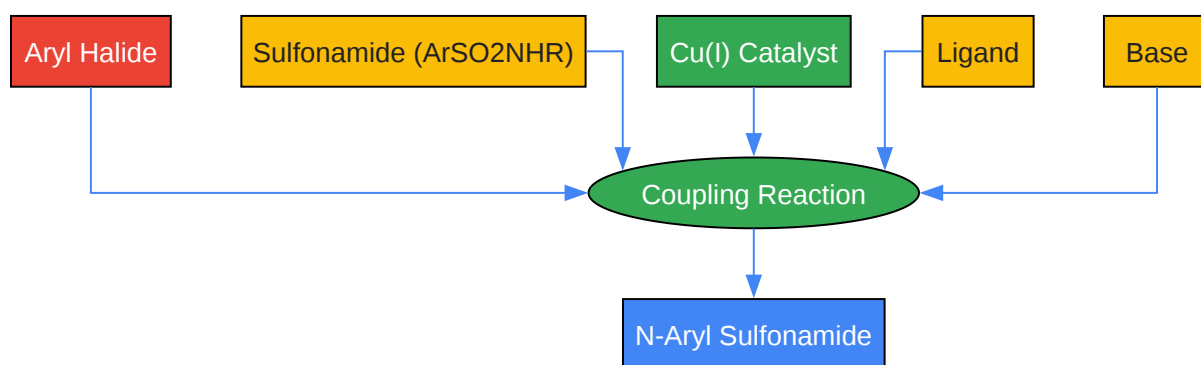 Aryl Halide
Sulfonamide (ArSO2NHR)
Cu(I) Catalyst
Ligand
Base
Coupling Reaction
N-Aryl Sulfonamide